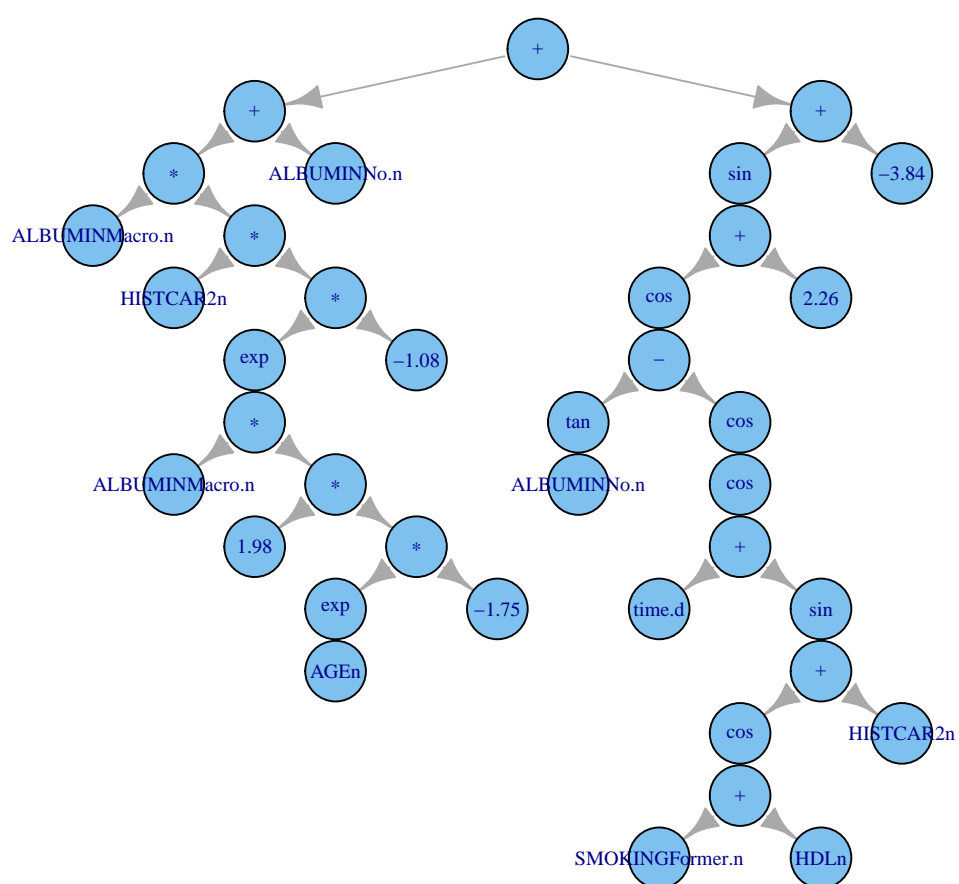 +
+ +
* ALBUMINNo.n sin −3.84
ALBUMINMacro.n * +
HISTCAR2n * cos 2.26
exp −1.08 −
* tan cos
ALBUMINMacro.n * ALBUMINNo.n cos
1.98 * +
exp −1.75 time.d sin
AGEn +
cos HISTCAR2n
+
SMOKINGFormer.n HDLn